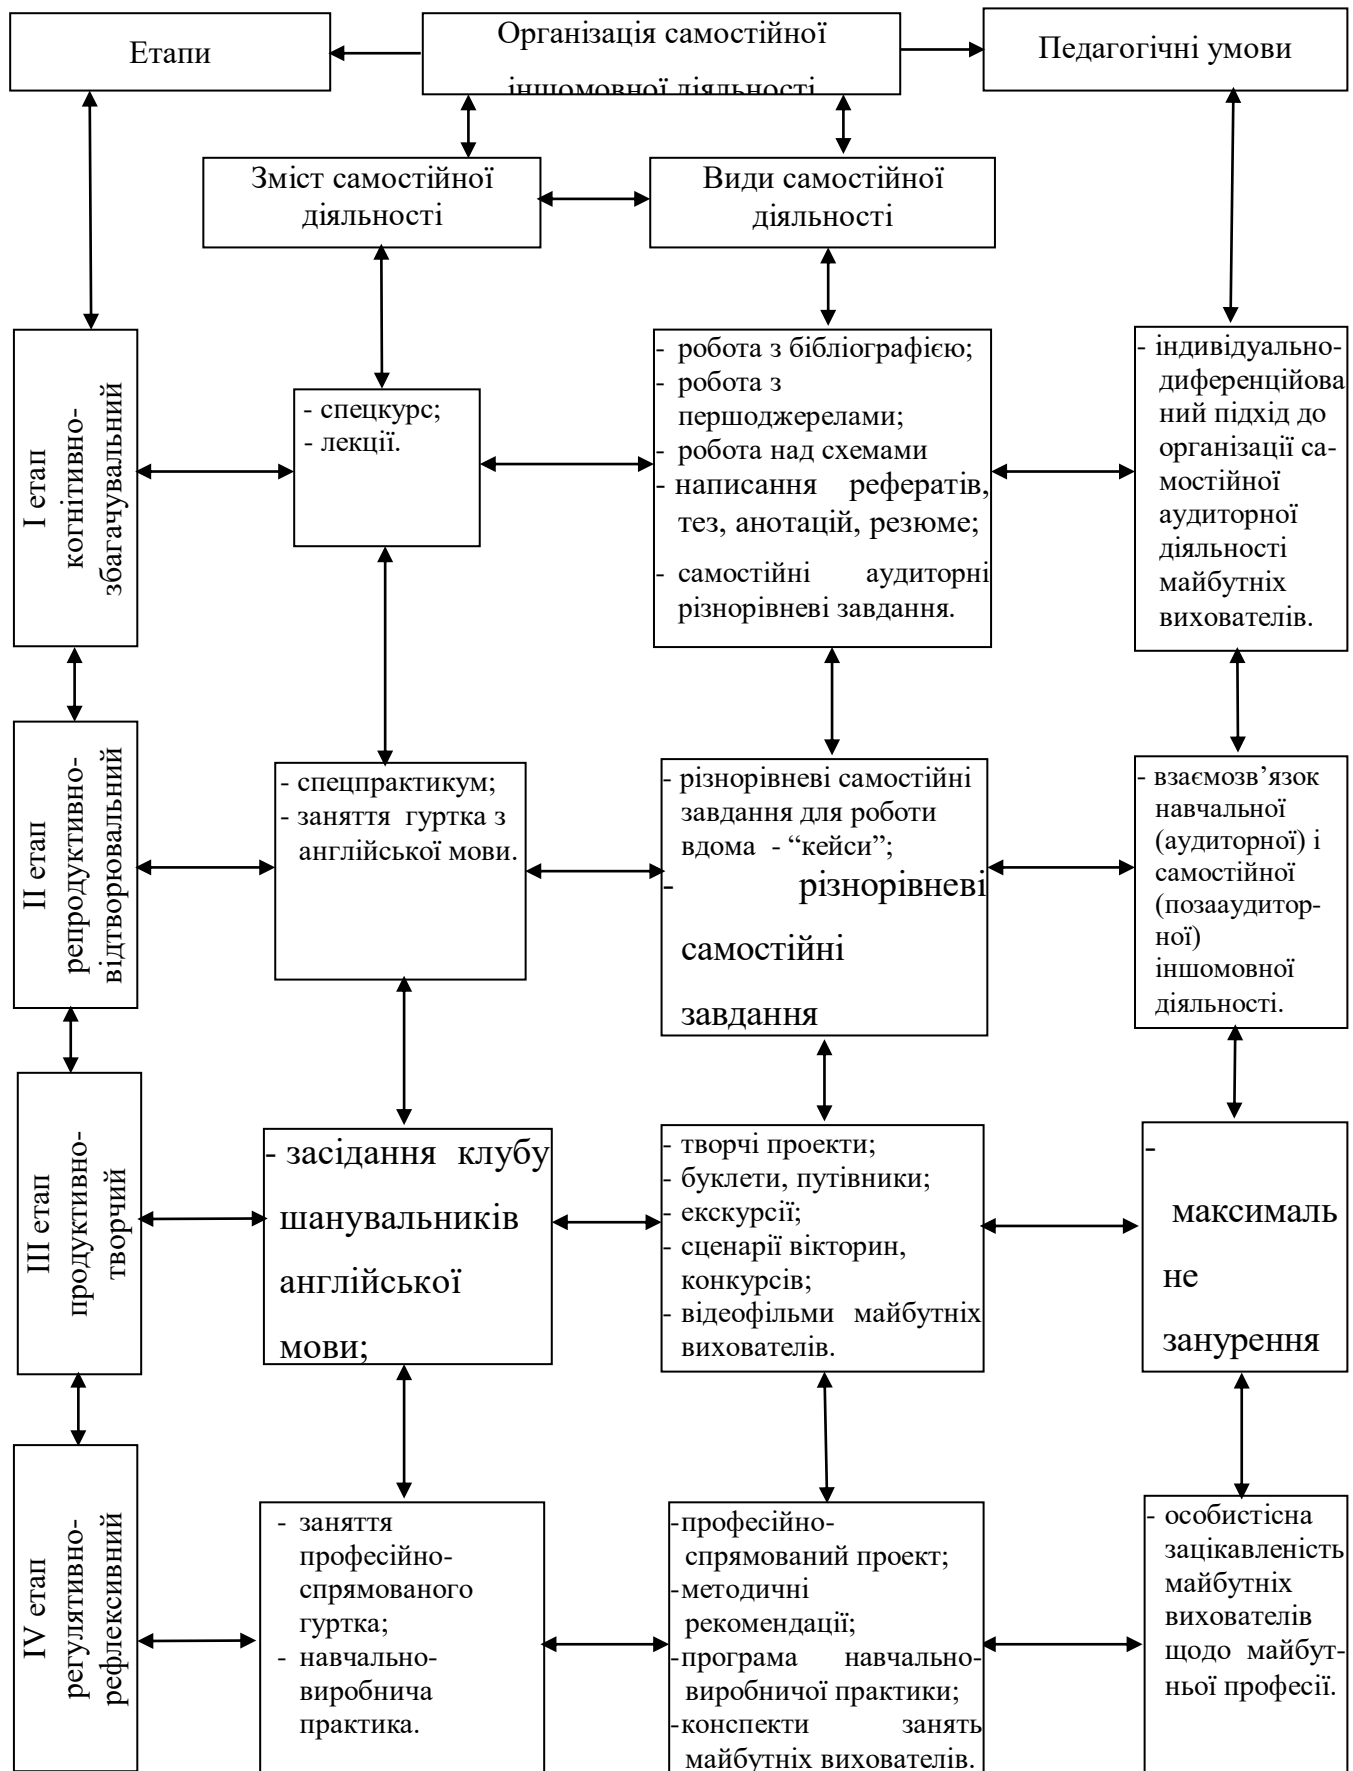 Етапи
Організація самостійної
іншомовної діяльності
Педагогічні умови
Зміст самостійної
діяльності
Види самостійної
діяльності
І етап
когнітивно-
збагачувальний
- спецкурс;
- лекції.
- робота з бібліографією;
- робота з
першоджерелами;
- робота над схемами
- написання рефератів,
тез, анотацій, резюме;
- самостійні аудиторні
різнорівневі завдання.
- індивідуально-
диференційова
ний підхід до
організації са-
мостійної
аудиторної
діяльності
майбутніх
вихователів.
ІІ етап
репродуктивно-
відтворювальний
- спецпрактикум;
- заняття гуртка з
англійської мови.
- різнорівневі самостійні
завдання для роботи
вдома - “кейси”;
- різнорівневі
самостійні
завдання
- взаємозв’язок
навчальної
(аудиторної) і
самостійної
(позааудитор-
ної)
іншомовної
діяльності.
ІІІ етап
продуктивно-
творчий
- засідання клубу
шанувальників
англійської
мови;
- творчі проекти;
- буклети, путівники;
- екскурсії;
- сценарії вікторин,
конкурсів;
- відеофільми майбутніх
вихователів.
-
максималь
не
занурення
IV етап
регулятивно-
рефлексивний
- заняття
професійно-
спрямованого
гуртка;
- навчально-
виробнича
практика.
-професійно-
спрямований проект;
-методичні
рекомендації;
-програма навчально-
виробничої практики;
-конспекти занять
майбутніх вихователів.
- особистісна
зацікавленість
майбутніх
вихователів
щодо майбут-
ньої професії.